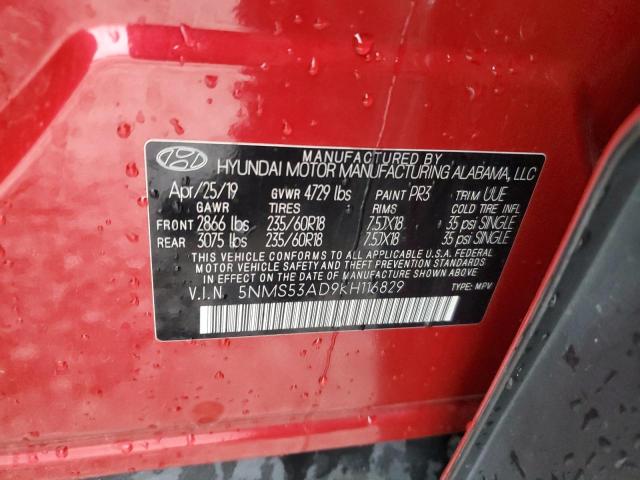 MANUFACTURED BY
HYUNDAI MOTOR MANUFACTURING ALABAMA, LLC
Apr/25/19 GVWR 4729 lbs PAINT PR3 TRIM UUE
GAWR TIRES RIMS COLD TIRE INFL
FRONT 2866 lbs 235/60R18 7.5JX18 35 psi SINGLE
REAR 3075 lbs 235/60R18 7.5JX18 35 psi SINGLE
THIS VEHICLE CONFORMS TO ALL APPLICABLE U.S.A. FEDERAL
MOTOR VEHICLE SAFETY AND THEFT PREVENTION STANDARDS
IN EFFECT ON THE DATE OF MANUFACTURE SHOWN ABOVE.
V.I.N. 5NMS53AD9KH116829 TYPE: MPV